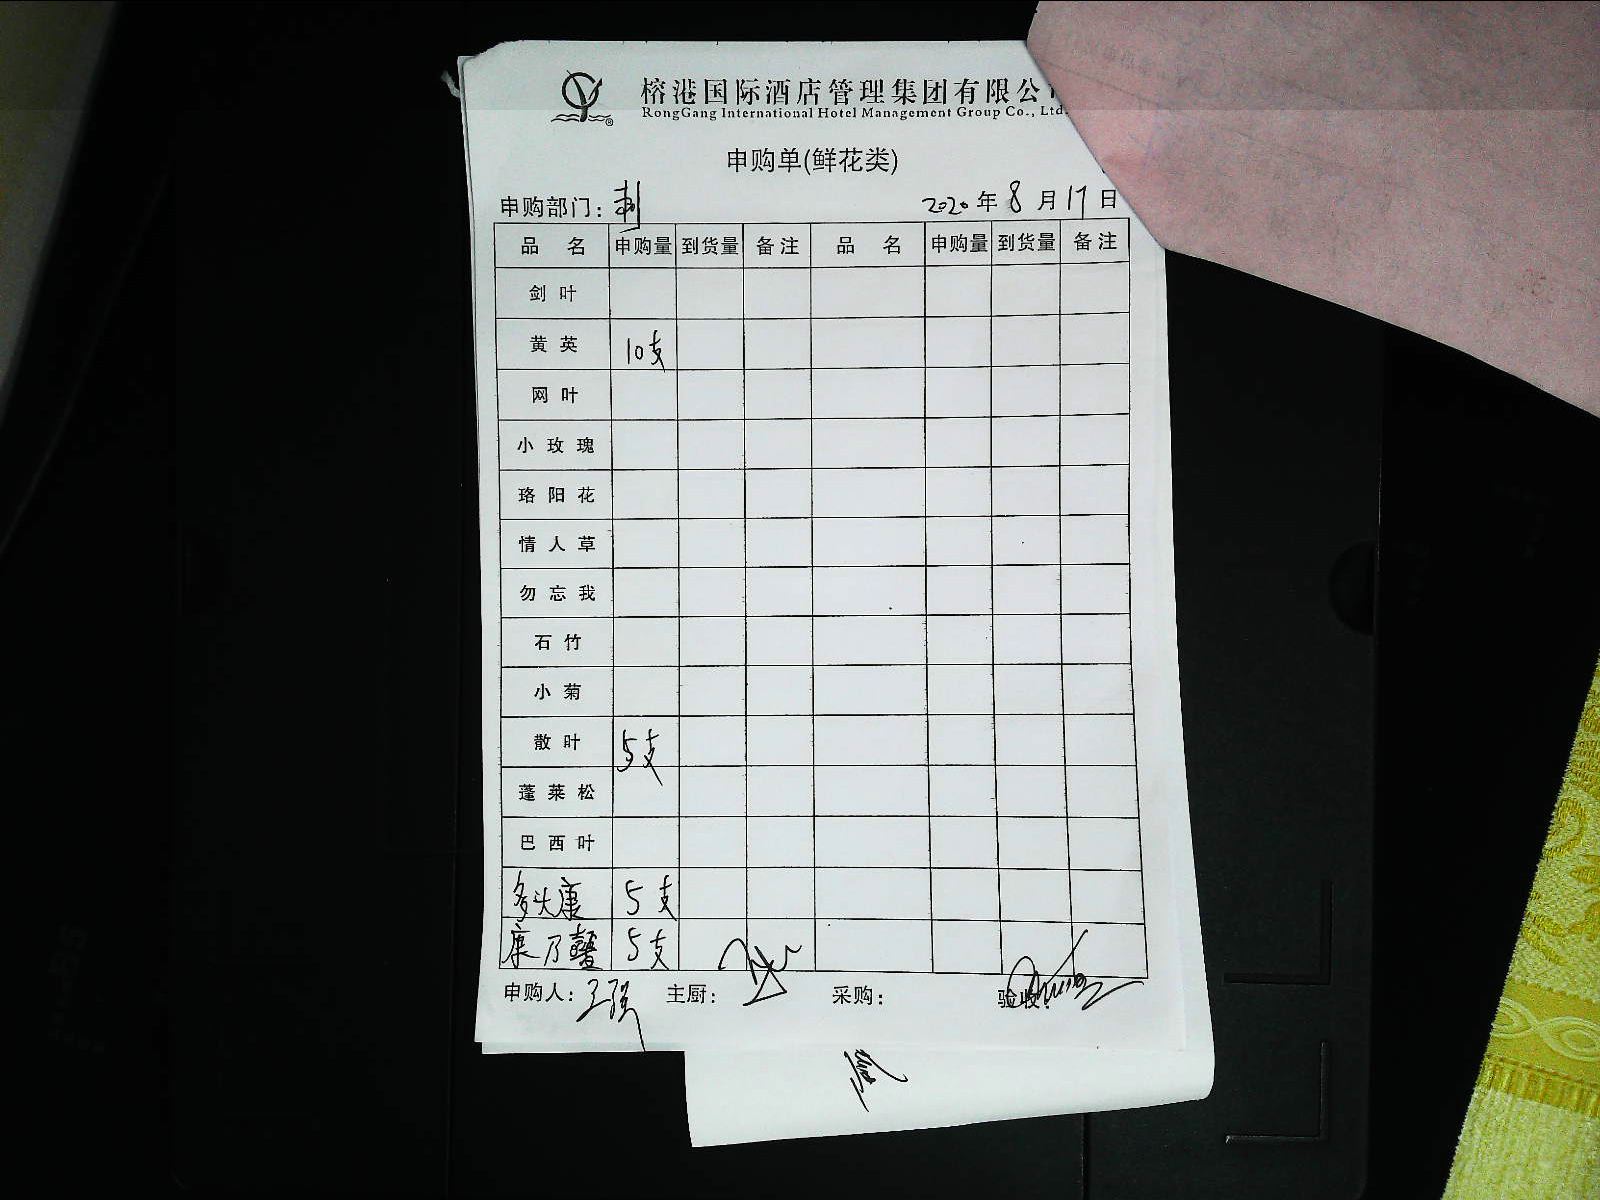 榕港国际酒店管理集团有限公
RongGang International Hotel Management Group Co., Ltd.
申购单(鲜花类)
申购部门：刺 2020年8月17日
品名 申购量 到货量 备注 品名 申购量 到货量 备注
剑叶
黄英 10支
网叶
小玫瑰
珞阳花
情人草
勿忘我
石竹
小菊
散叶 5支
蓬莱松
巴西叶
多头康 5支
康乃馨 5支
申购人：王强 主厨： 采购： 验收：